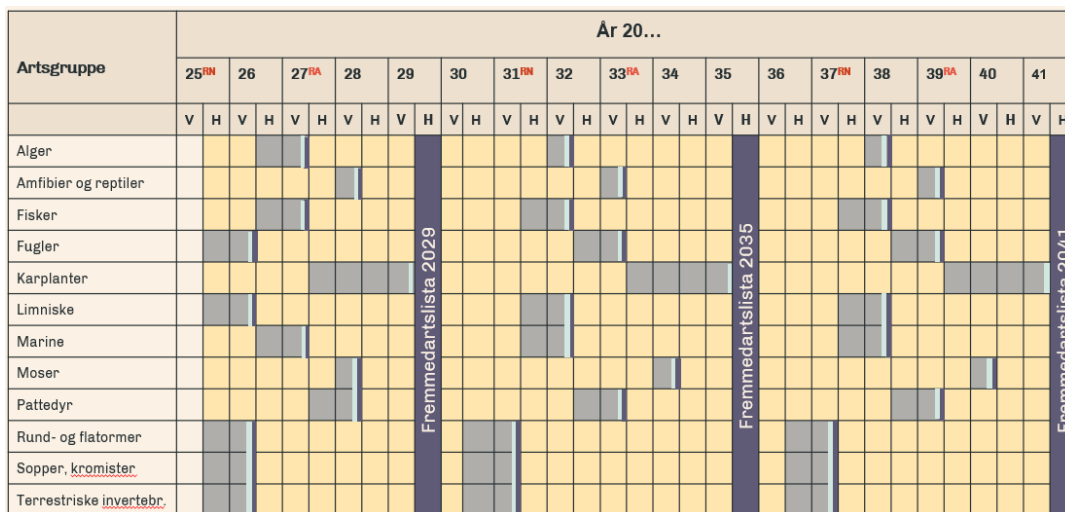 År 20...
Artsgruppe
25RN 26 27RA 28 29 30 31RN 32 33RA 34 35 36 37RN 38 39RA 40 41
V H V H V H V H V H V H V H V H V H V H V H V H V H V H V H V H V H
Alger
Amfibier og reptiler
Fisker
Fugler
Karplanter
Limniske
Marine
Moser
Pattedyr
Rund- og flatormer
Sopper, kromister
Terrestriske invertebr.
Fremmedartslista 2029
Fremmedartslista 2035
Fremmedartslista 2041